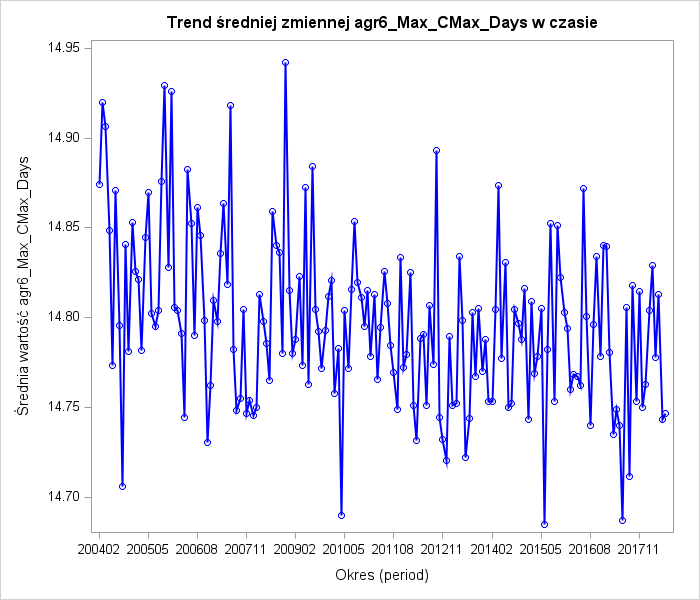 Trend średniej zmiennej agr6_Max_CMax_Days w czasie
Średnia wartość agr6_Max_CMax_Days
14.95
14.90
14.85
14.80
14.75
14.70
200402 200505 200608 200711 200902 201005 201108 201211 201402 201505 201608 201711
Okres (period)